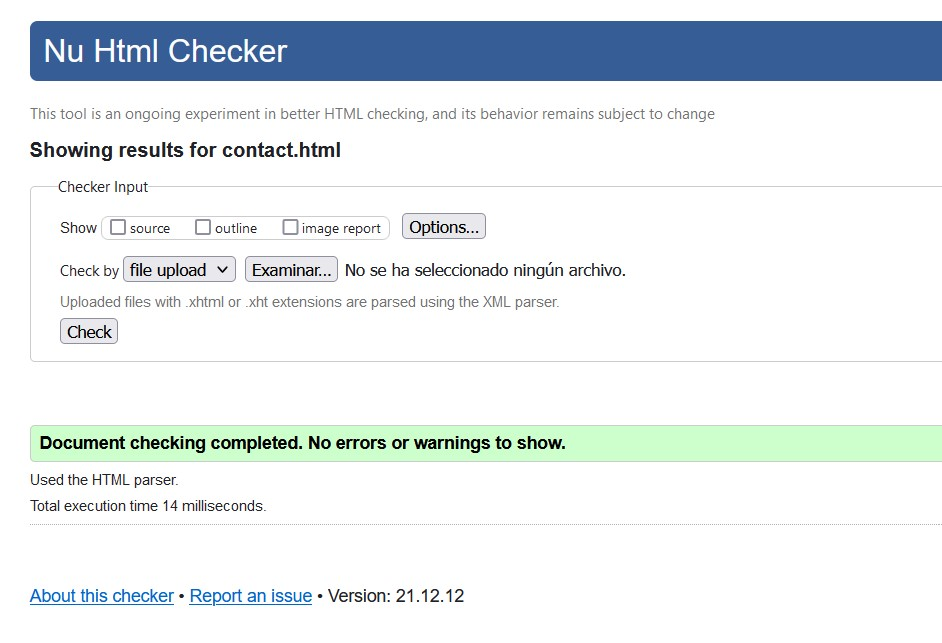 Nu Html Checker
This tool is an ongoing experiment in better HTML checking, and its behavior remains subject to change
Showing results for contact.html
Checker Input
Show source outline image report Options...
Check by file upload Examinar... No se ha seleccionado ningún archivo.
Uploaded files with .xhtml or .xht extensions are parsed using the XML parser.
Check
Document checking completed. No errors or warnings to show.
Used the HTML parser.
Total execution time 14 milliseconds.
About this checker • Report an issue • Version: 21.12.12